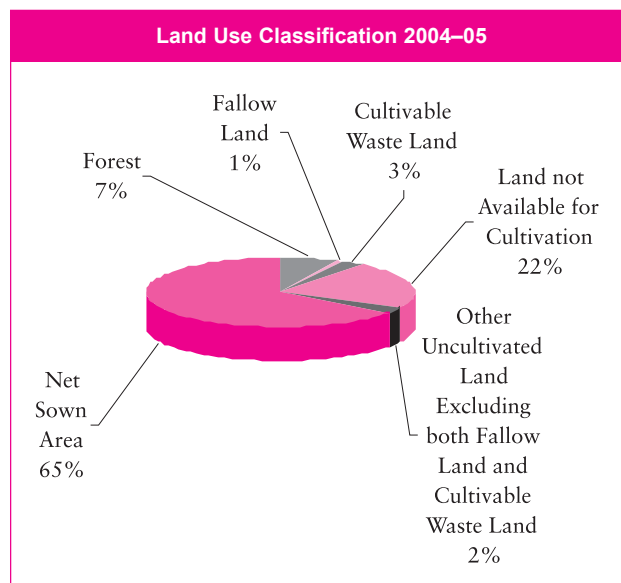 Land Use Classification 2004–05
Fallow
Land
1%
Cultivable
Waste Land
3%
Forest
7%
Land not
Available for
Cultivation
22%
Other
Uncultivated
Land
Excluding
both Fallow
Land and
Cultivable
Waste Land
2%
Net
Sown
Area
65%